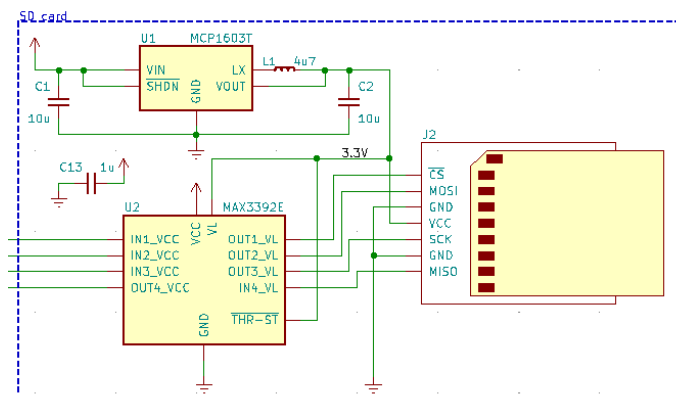 SD card
U1 MCP1603T
VIN LX L1 4u7
SHDN VOUT
GND
C1 10u
C2 10u
C13 1u
3.3V
J2
CS
MOSI
GND
VCC
SCK
GND
MISO
U2 MAX3392E
VCC VL
IN1_VCC OUT1_VL
IN2_VCC OUT2_VL
IN3_VCC OUT3_VL
OUT4_VCC IN4_VL
GND THR-ST